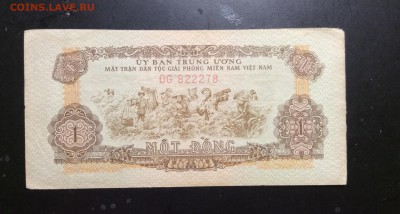 COINS.LAVE.RU
ỦY BAN TRUNG ƯƠNG
MẶT TRẬN DÂN TỘC GIẢI PHÓNG MIỀN NAM VIỆT NAM
DG 822278
1 1
MỘT ĐỒNG